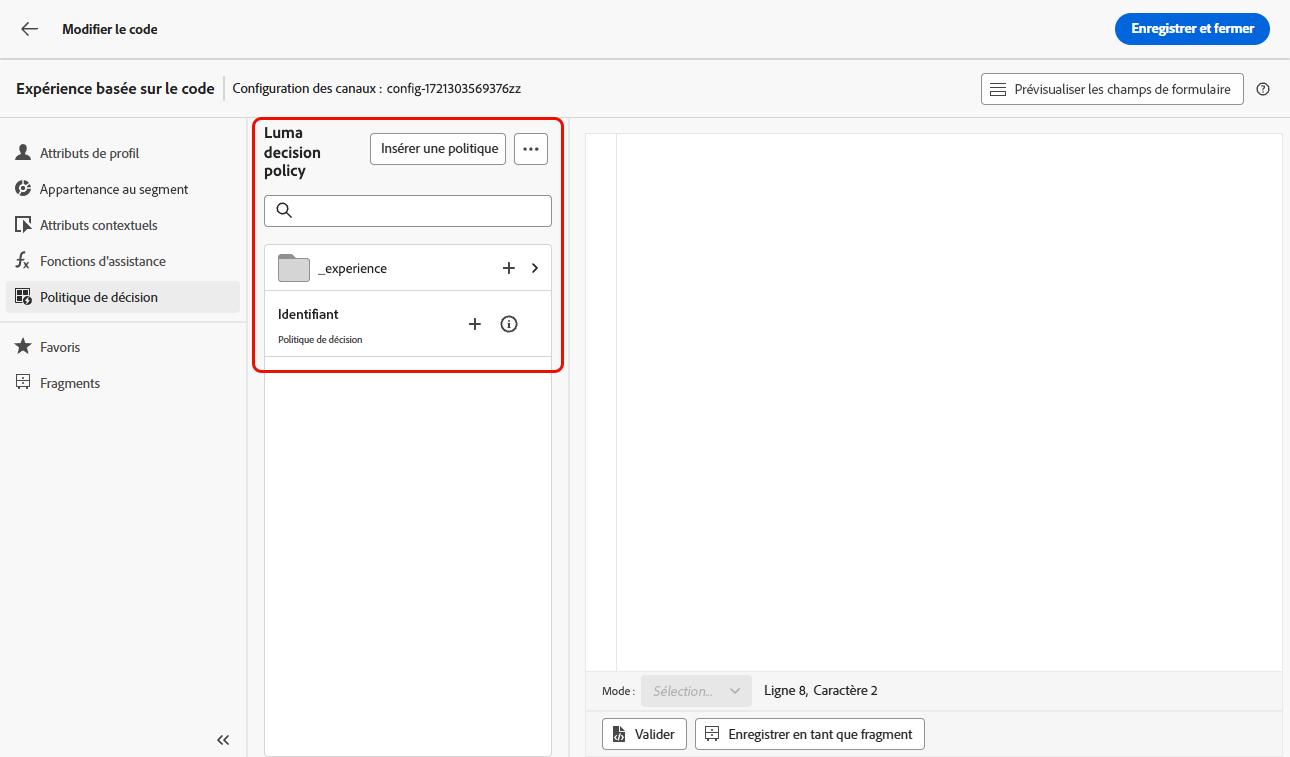 Modifier le code
Enregistrer et fermer
Expérience basée sur le code
Configuration des canaux : config-1721303569376zz
Prévisualiser les champs de formulaire
Attributs de profil
Appartenance au segment
Attributs contextuels
Fonctions d'assistance
Politique de décision
Favoris
Fragments
Luma
decision
policy
Insérer une politique
_experience
Identifiant
Politique de décision
Mode :
Sélection...
Ligne 8, Caractère 2
Valider
Enregistrer en tant que fragment